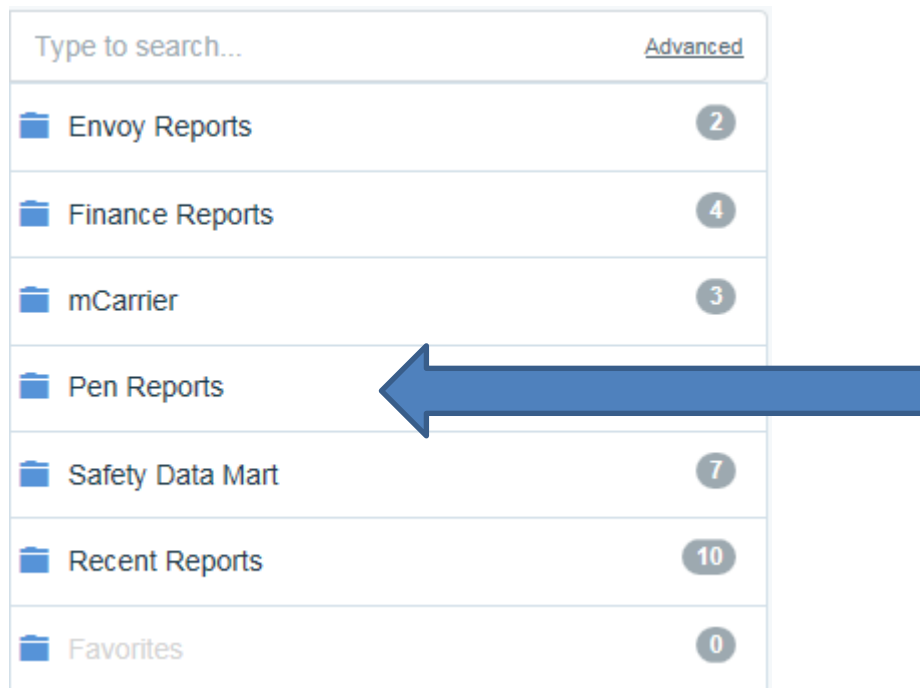 Type to search... Advanced
Envoy Reports 2
Finance Reports 4
mCarrier 3
Pen Reports
Safety Data Mart 7
Recent Reports 10
Favorites 0